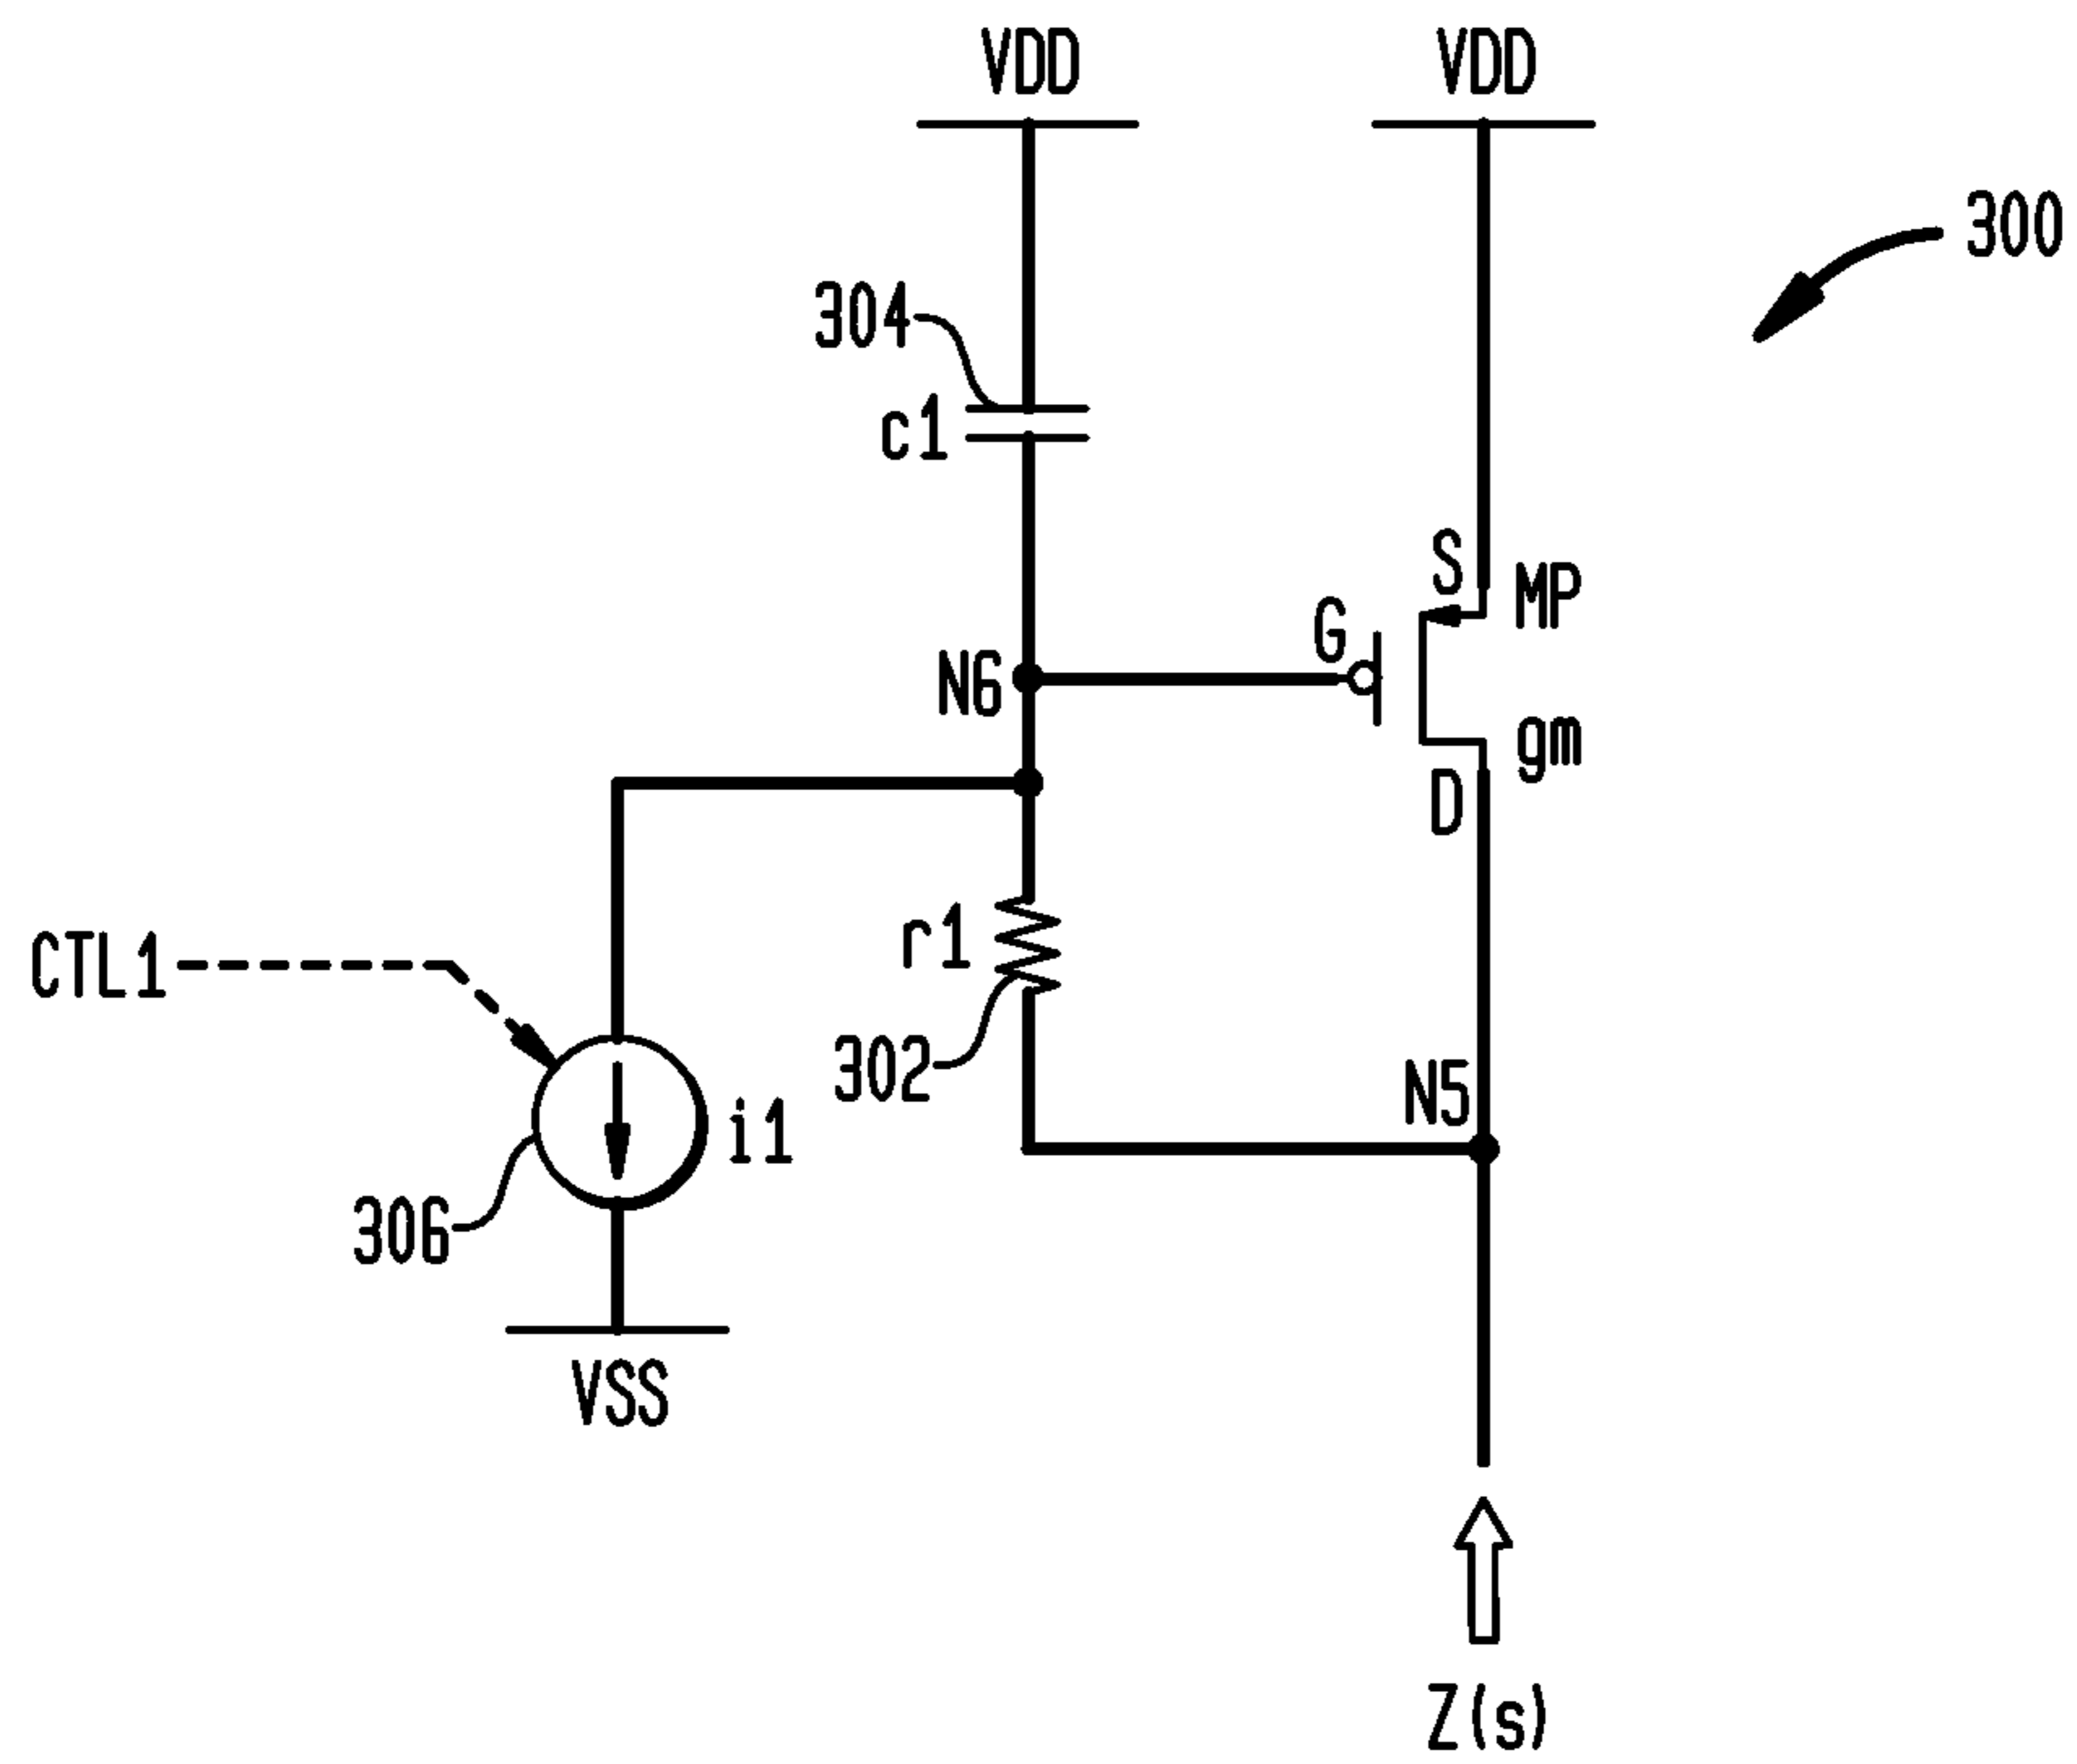 VDD
VDD
300
304
c1
S
MP
G
N6
gm
D
r1
CTL1
302
N5
i1
306
VSS
Z(s)